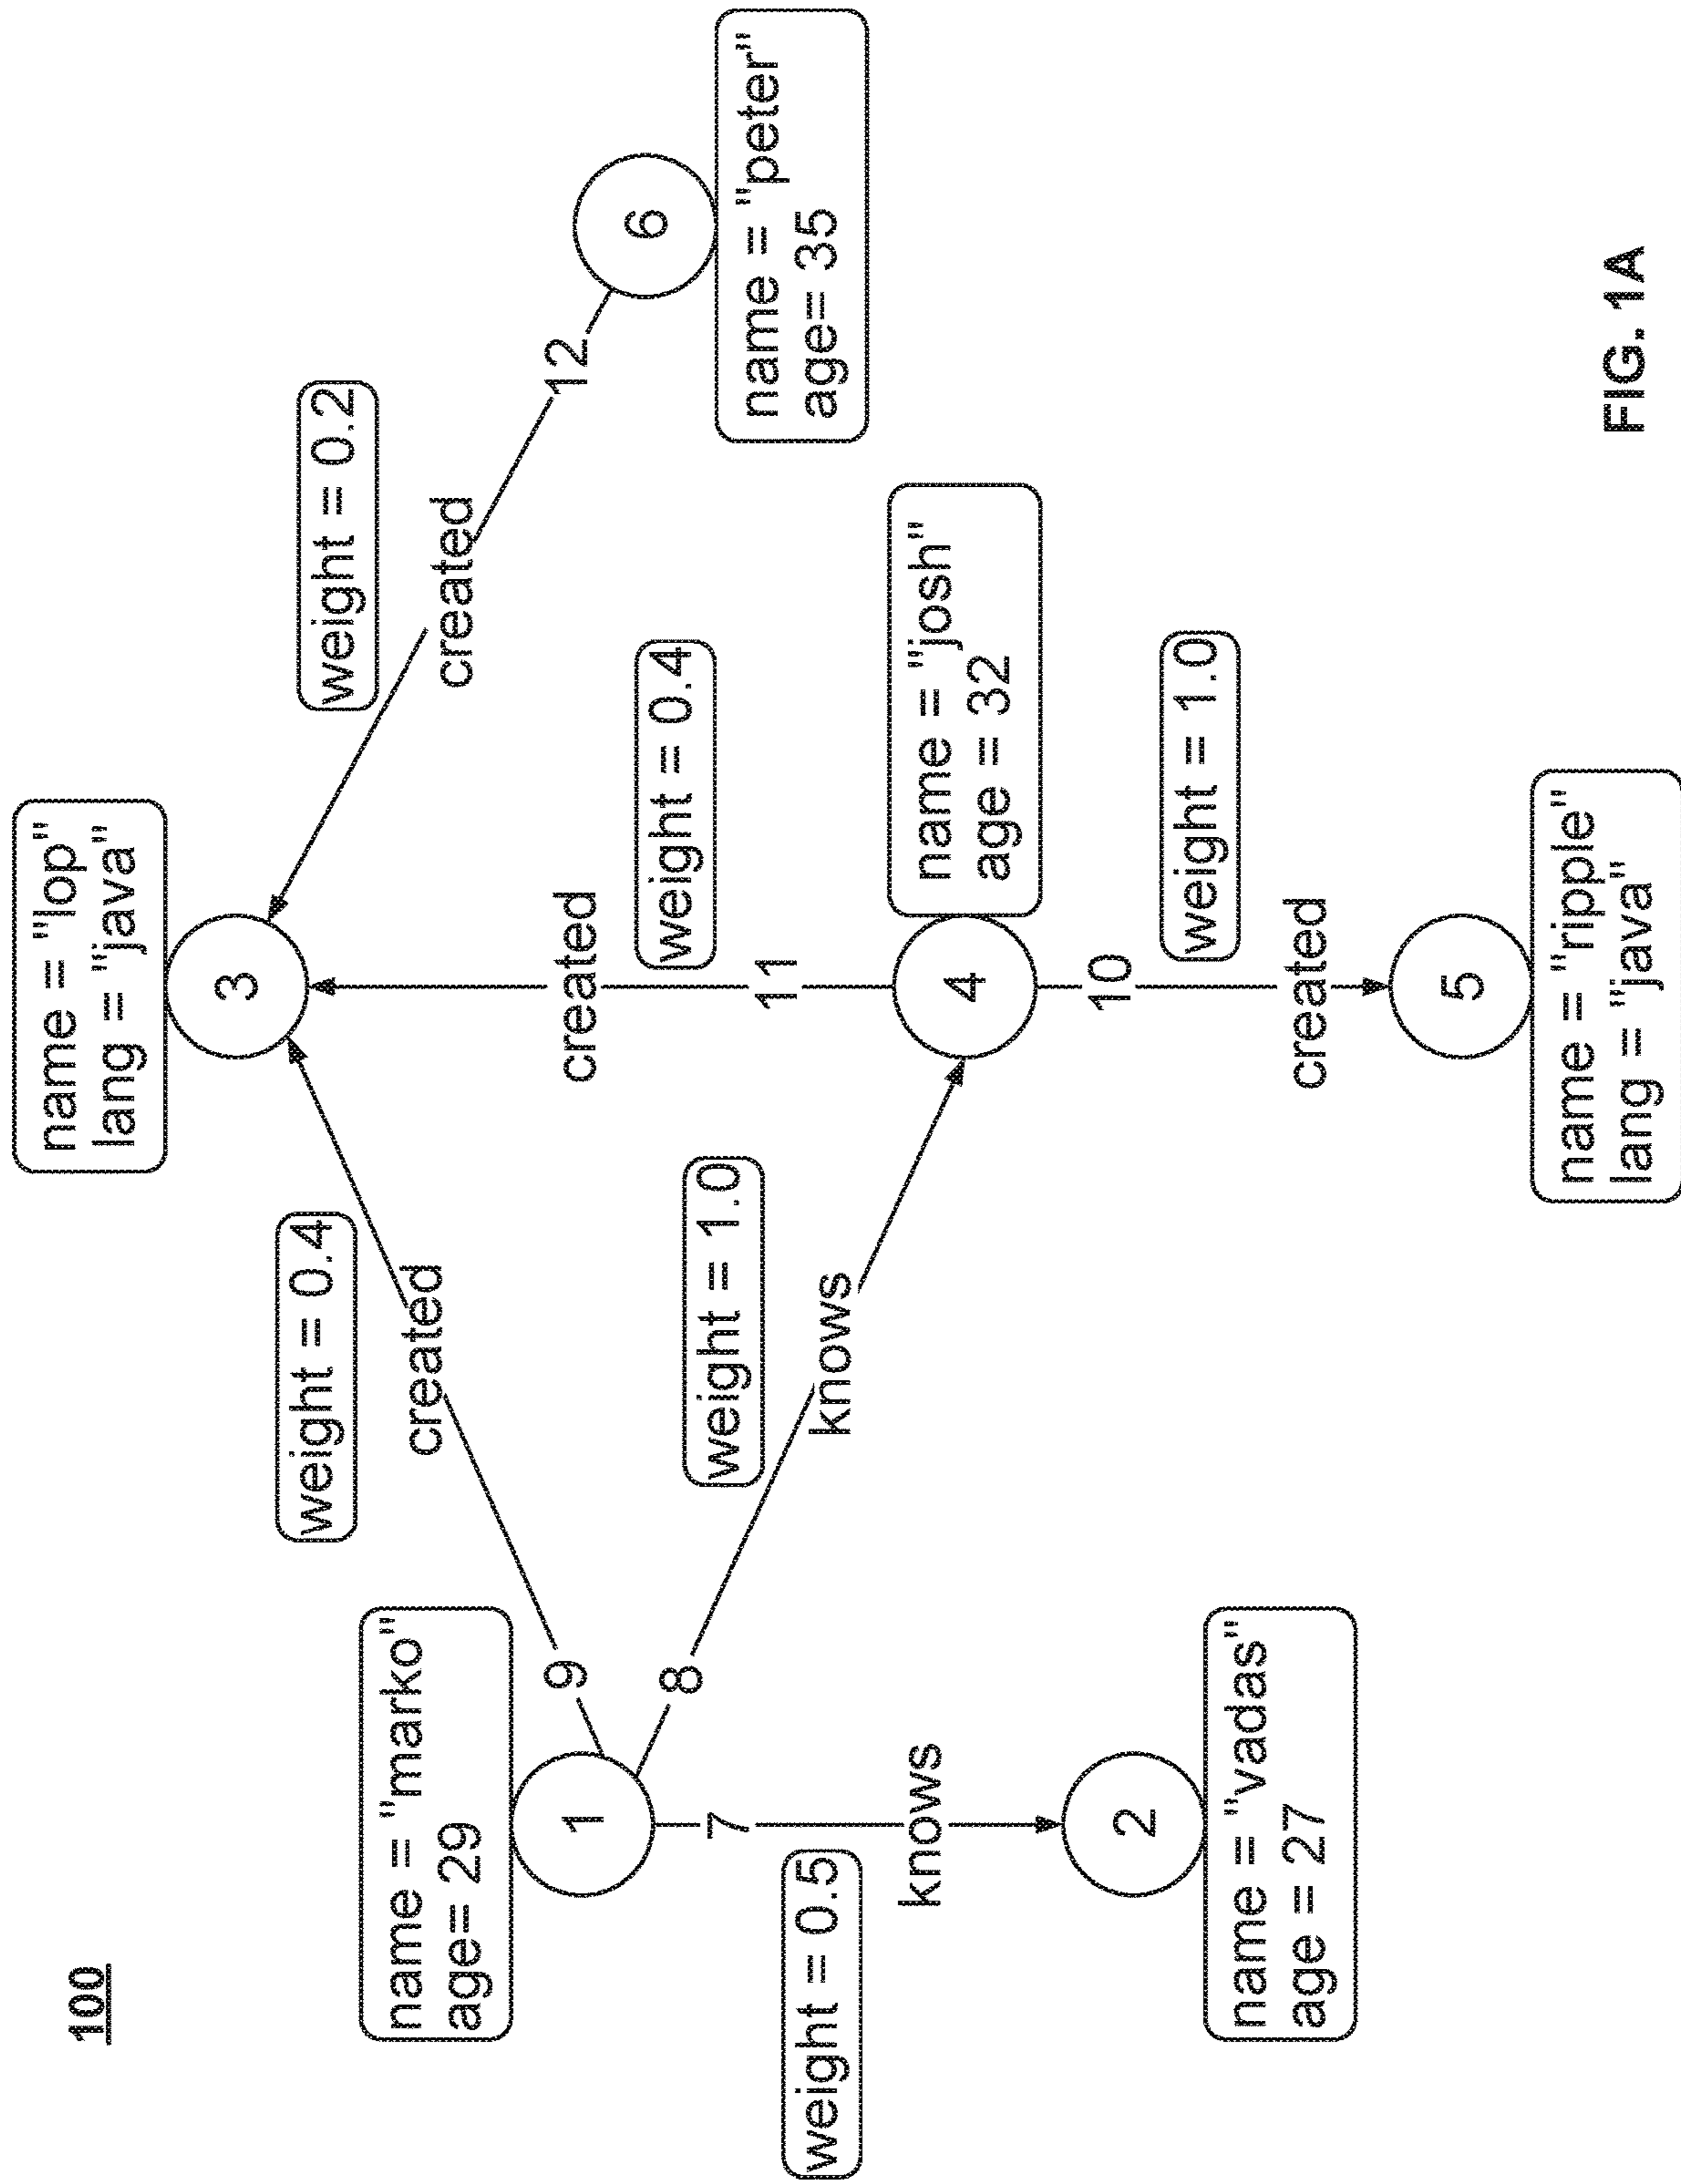 100
name = "marko"
age= 29
9
8
7
1
weight = 0.5
knows
2
name = "vadas"
age = 27
weight = 0.4
created
weight = 1.0
knows
name = "lop"
lang = "java"
3
created
11
weight = 0.4
4
name = "josh"
age = 32
10
weight = 1.0
created
5
name = "ripple"
lang = "java"
weight = 0.2
created
12
6
name = "peter"
age= 35
FIG. 1A